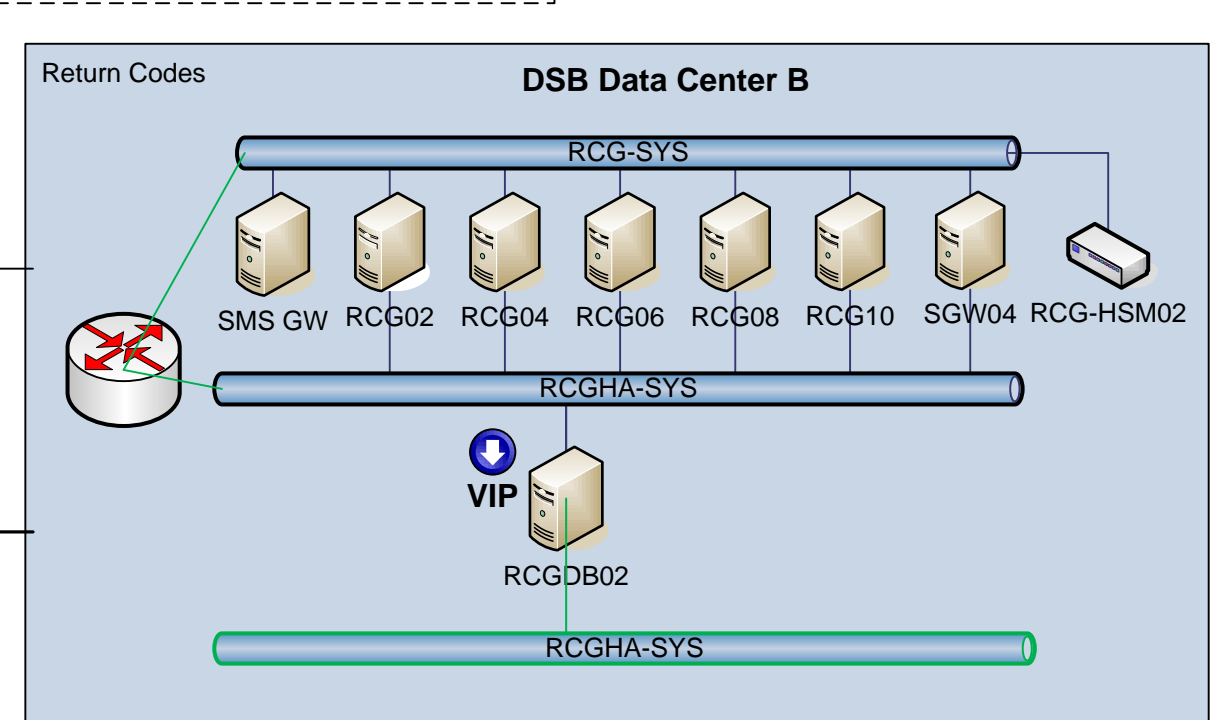 Return Codes
DSB Data Center B
RCG-SYS
SMS GW
RCG02
RCG04
RCG06
RCG08
RCG10
SGW04
RCG-HSM02
RCGHA-SYS
VIP
RCGDB02
RCGHA-SYS